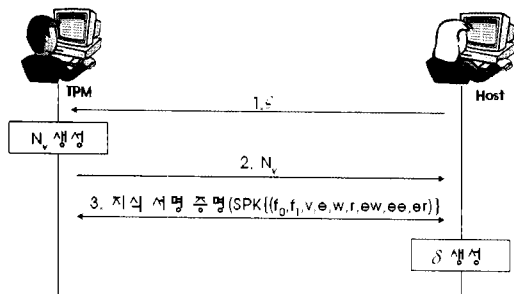 TPM
Host
1.
N_v 생성
2. N_v
3. 지식 서명 증명(SPK{(f_0,f_1,v,e,w,r,ew,ee,er)}
δ 생성